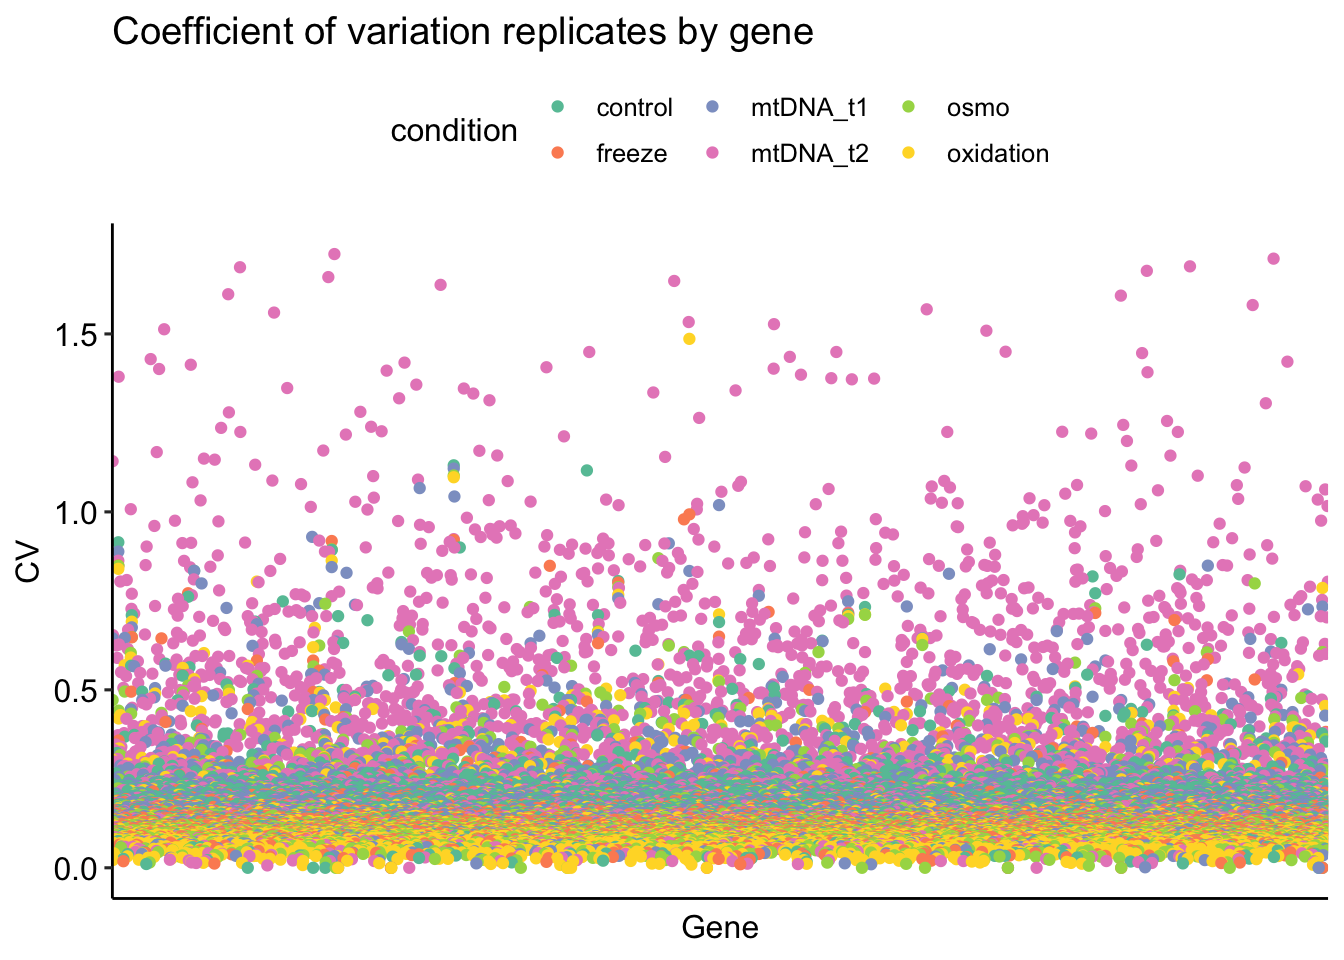 Coefficient of variation replicates by gene
condition
control
mtDNA_t1
osmo
freeze
mtDNA_t2
oxidation
1.5
1.0
0.5
0.0
CV
Gene